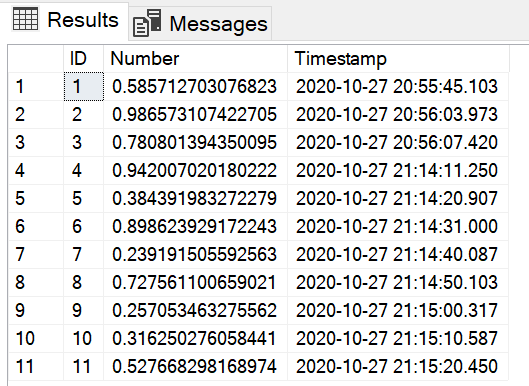 Results Messages
ID Number Timestamp
1 1 0.585712703076823 2020-10-27 20:55:45.103
2 2 0.986573107422705 2020-10-27 20:56:03.973
3 3 0.780801394350095 2020-10-27 20:56:07.420
4 4 0.942007020180222 2020-10-27 21:14:11.250
5 5 0.384391983272279 2020-10-27 21:14:20.907
6 6 0.898623929172243 2020-10-27 21:14:31.000
7 7 0.239191505592563 2020-10-27 21:14:40.087
8 8 0.727561100659021 2020-10-27 21:14:50.103
9 9 0.257053463275562 2020-10-27 21:15:00.317
10 10 0.316250276058441 2020-10-27 21:15:10.587
11 11 0.527668298168974 2020-10-27 21:15:20.450